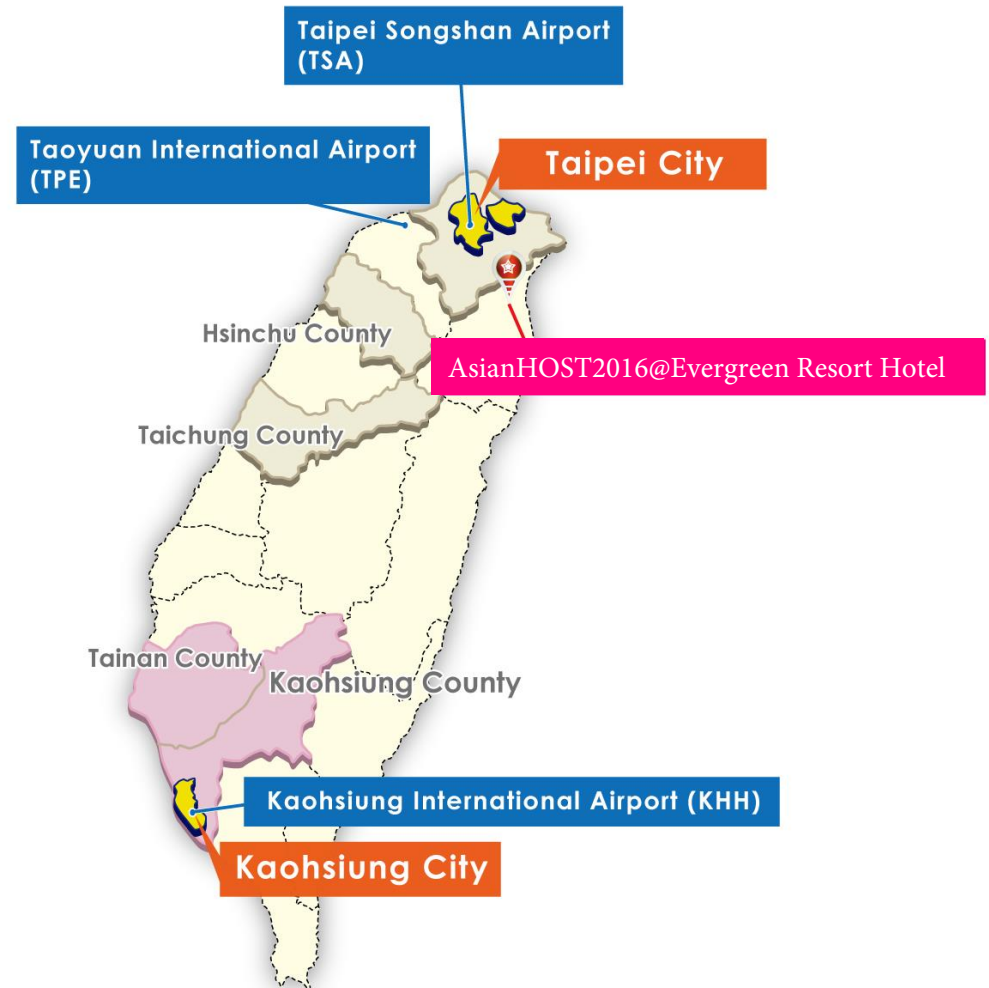 Taipei Songshan Airport
(TSA)
Taoyuan International Airport
(TPE)
Taipei City
Hsinchu County
AsianHOST2016@Evergreen Resort Hotel
Taichung County
Tainan County
Kaohsiung County
Kaohsiung International Airport (KHH)
Kaohsiung City